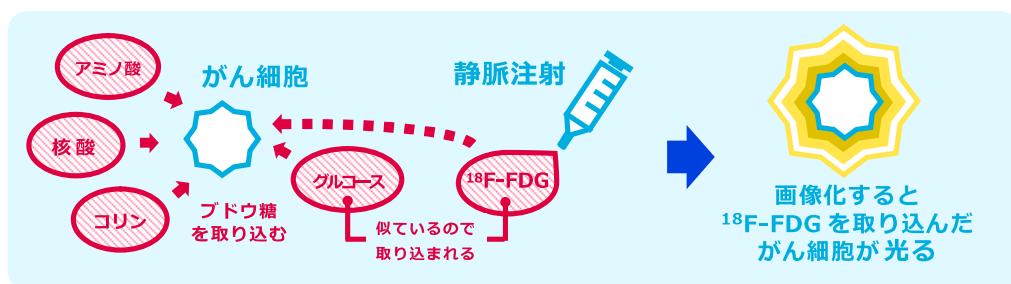 アミノ酸
核酸
コリン
がん細胞
ブドウ糖
を取り込む
グルコース
静脈注射
18F-FDG
似ているので
取り込まれる
画像化すると
18F-FDG を取り込んだ
がん細胞が 光る